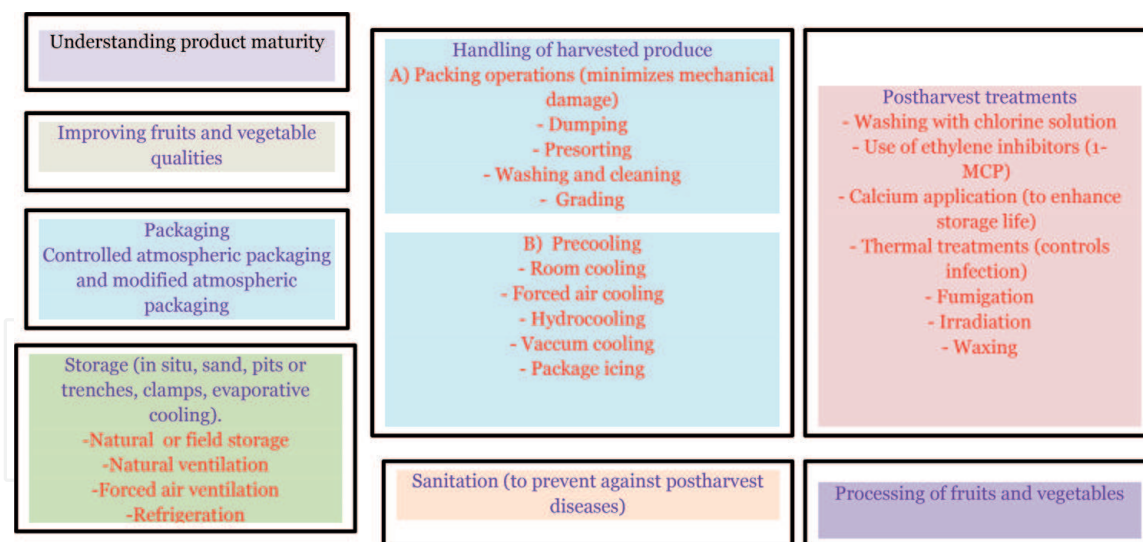 Understanding product maturity
Improving fruits and vegetable
qualities
Packaging
Controlled atmospheric packaging
and modified atmospheric
packaging
Storage (in situ, sand, pits or
trenches, clamps, evaporative
cooling).
-Natural or field storage
-Natural ventilation
-Forced air ventilation
-Refrigeration
Handling of harvested produce
A) Packing operations (minimizes mechanical
damage)
- Dumping
- Presorting
- Washing and cleaning
- Grading
B) Precooling
- Room cooling
- Forced air cooling
- Hydrocooling
- Vaccum cooling
- Package icing
Sanitation (to prevent against postharvest
diseases)
Postharvest treatments
- Washing with chlorine solution
- Use of ethylene inhibitors (1-
MCP)
- Calcium application (to enhance
storage life)
- Thermal treatments (controls
infection)
- Fumigation
- Irradiation
- Waxing
Processing of fruits and vegetables